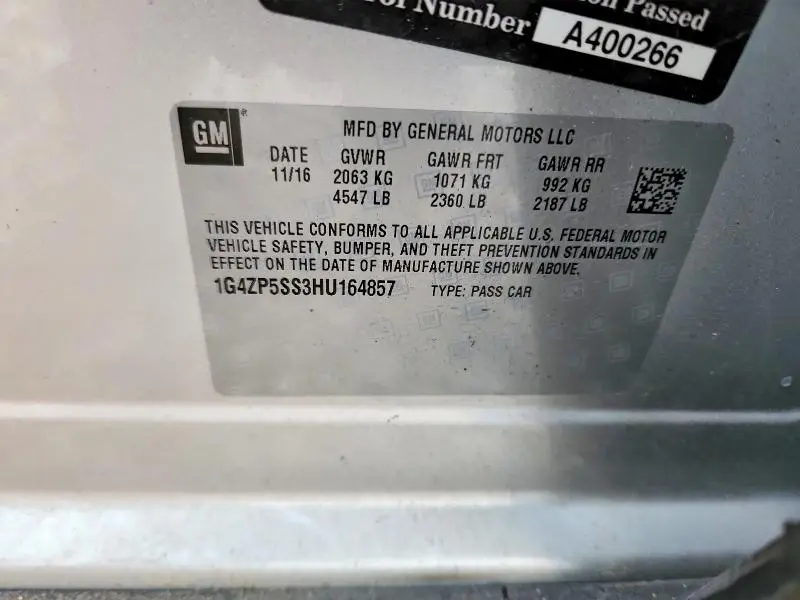 on Passed
ol Number A400266
GM
MFD BY GENERAL MOTORS LLC
DATE GVWR GAWR FRT GAWR RR
11/16 2063 KG 1071 KG 992 KG
4547 LB 2360 LB 2187 LB
THIS VEHICLE CONFORMS TO ALL APPLICABLE U.S. FEDERAL MOTOR
VEHICLE SAFETY, BUMPER, AND THEFT PREVENTION STANDARDS IN
EFFECT ON THE DATE OF MANUFACTURE SHOWN ABOVE.
1G4ZP5SS3HU164857 TYPE: PASS CAR